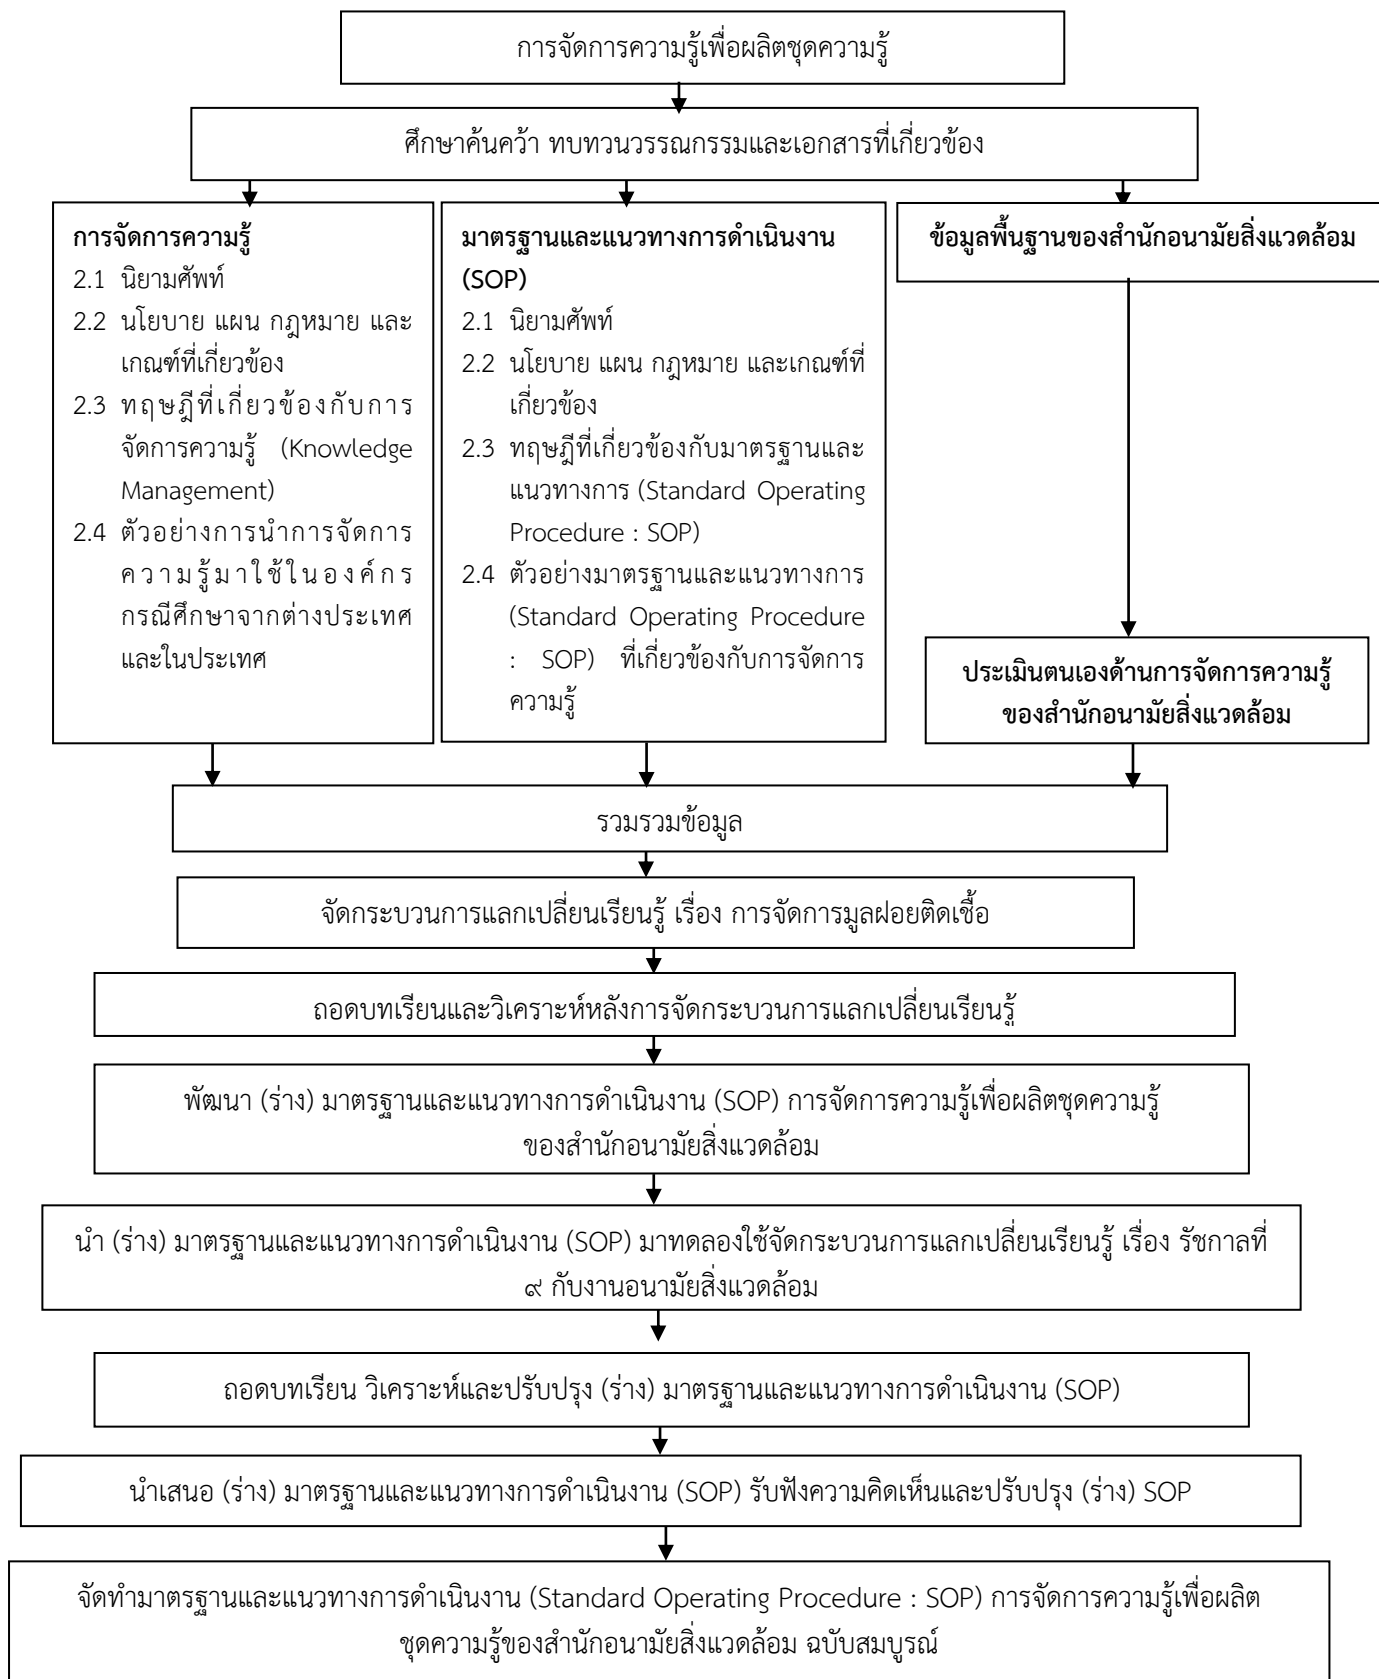 การจัดการความรู้เพื่อผลิตชุดความรู้
ศึกษาค้นคว้า ทบทวนวรรณกรรมและเอกสารที่เกี่ยวข้อง
การจัดการความรู้
2.1 นิยามศัพท์
2.2 นโยบาย แผน กฎหมาย และ
เกณฑ์ที่เกี่ยวข้อง
2.3 ทฤษฎีที่เกี่ยวข้องกับการ
จัดการความรู้ (Knowledge
Management)
2.4 ตัวอย่างการนำการจัดการ
ความรู้มาใช้ในองค์กร
กรณีศึกษาจากต่างประเทศ
และในประเทศ
มาตรฐานและแนวทางการดำเนินงาน
(SOP)
2.1 นิยามศัพท์
2.2 นโยบาย แผน กฎหมาย และเกณฑ์ที่
เกี่ยวข้อง
2.3 ทฤษฎีที่เกี่ยวข้องกับมาตรฐานและ
แนวทางการ (Standard Operating
Procedure : SOP)
2.4 ตัวอย่างมาตรฐานและแนวทางการ
(Standard Operating Procedure
: SOP) ที่เกี่ยวข้องกับการจัดการ
ความรู้
ข้อมูลพื้นฐานของสำนักอนามัยสิ่งแวดล้อม
ประเมินตนเองด้านการจัดการความรู้
ของสำนักอนามัยสิ่งแวดล้อม
รวมรวมข้อมูล
จัดกระบวนการแลกเปลี่ยนเรียนรู้ เรื่อง การจัดการมูลฝอยติดเชื้อ
ถอดบทเรียนและวิเคราะห์หลังการจัดกระบวนการแลกเปลี่ยนเรียนรู้
พัฒนา (ร่าง) มาตรฐานและแนวทางการดำเนินงาน (SOP) การจัดการความรู้เพื่อผลิตชุดความรู้
ของสำนักอนามัยสิ่งแวดล้อม
นำ (ร่าง) มาตรฐานและแนวทางการดำเนินงาน (SOP) มาทดลองใช้จัดกระบวนการแลกเปลี่ยนเรียนรู้ เรื่อง รัชกาลที่
๙ กับงานอนามัยสิ่งแวดล้อม
ถอดบทเรียน วิเคราะห์และปรับปรุง (ร่าง) มาตรฐานและแนวทางการดำเนินงาน (SOP)
นำเสนอ (ร่าง) มาตรฐานและแนวทางการดำเนินงาน (SOP) รับฟังความคิดเห็นและปรับปรุง (ร่าง) SOP
จัดทำมาตรฐานและแนวทางการดำเนินงาน (Standard Operating Procedure : SOP) การจัดการความรู้เพื่อผลิต
ชุดความรู้ของสำนักอนามัยสิ่งแวดล้อม ฉบับสมบูรณ์